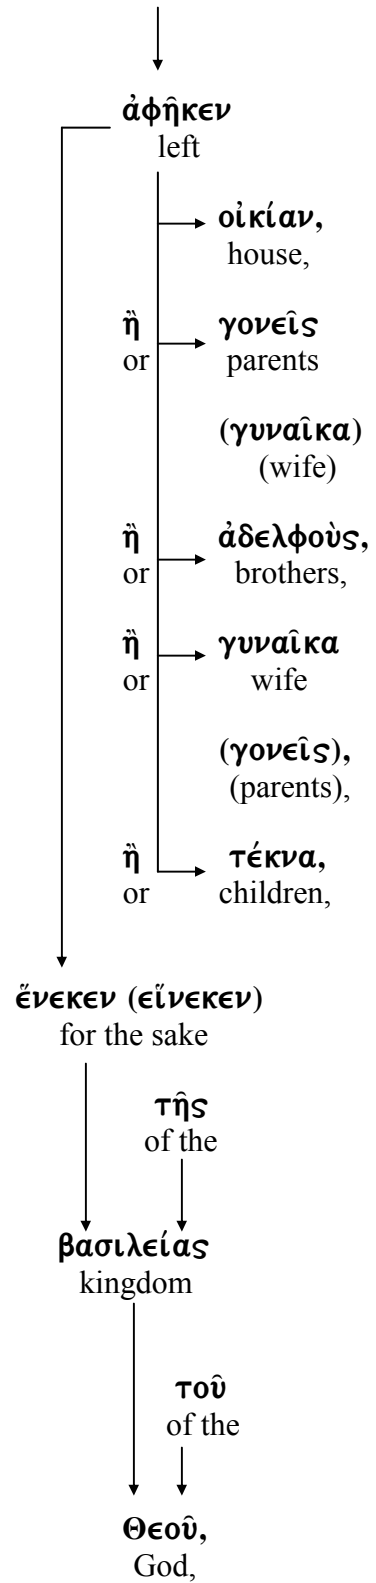 ἀφῆκεν
left
οἰκίαν,
house,
ἢ γονεῖς
or parents
(γυναῖκα)
(wife)
ἢ ἀδελφοὺς,
or brothers,
ἢ γυναῖκα
or wife
(γονεῖς),
(parents),
ἢ τέκνα,
or children,
ἕνεκεν (εἵνεκεν)
for the sake
τῆς
of the
βασιλείας
kingdom
τοῦ
of the
Θεοῦ,
God,